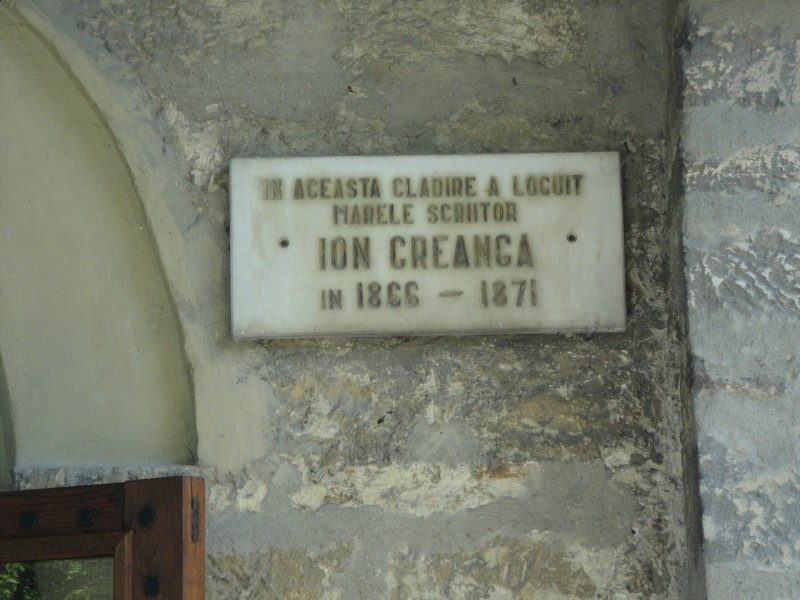 IN ACEASTA CLADIRE A LOCUIT
MARELE SCRIITOR
ION CREANGA
IN 1866 - 1871